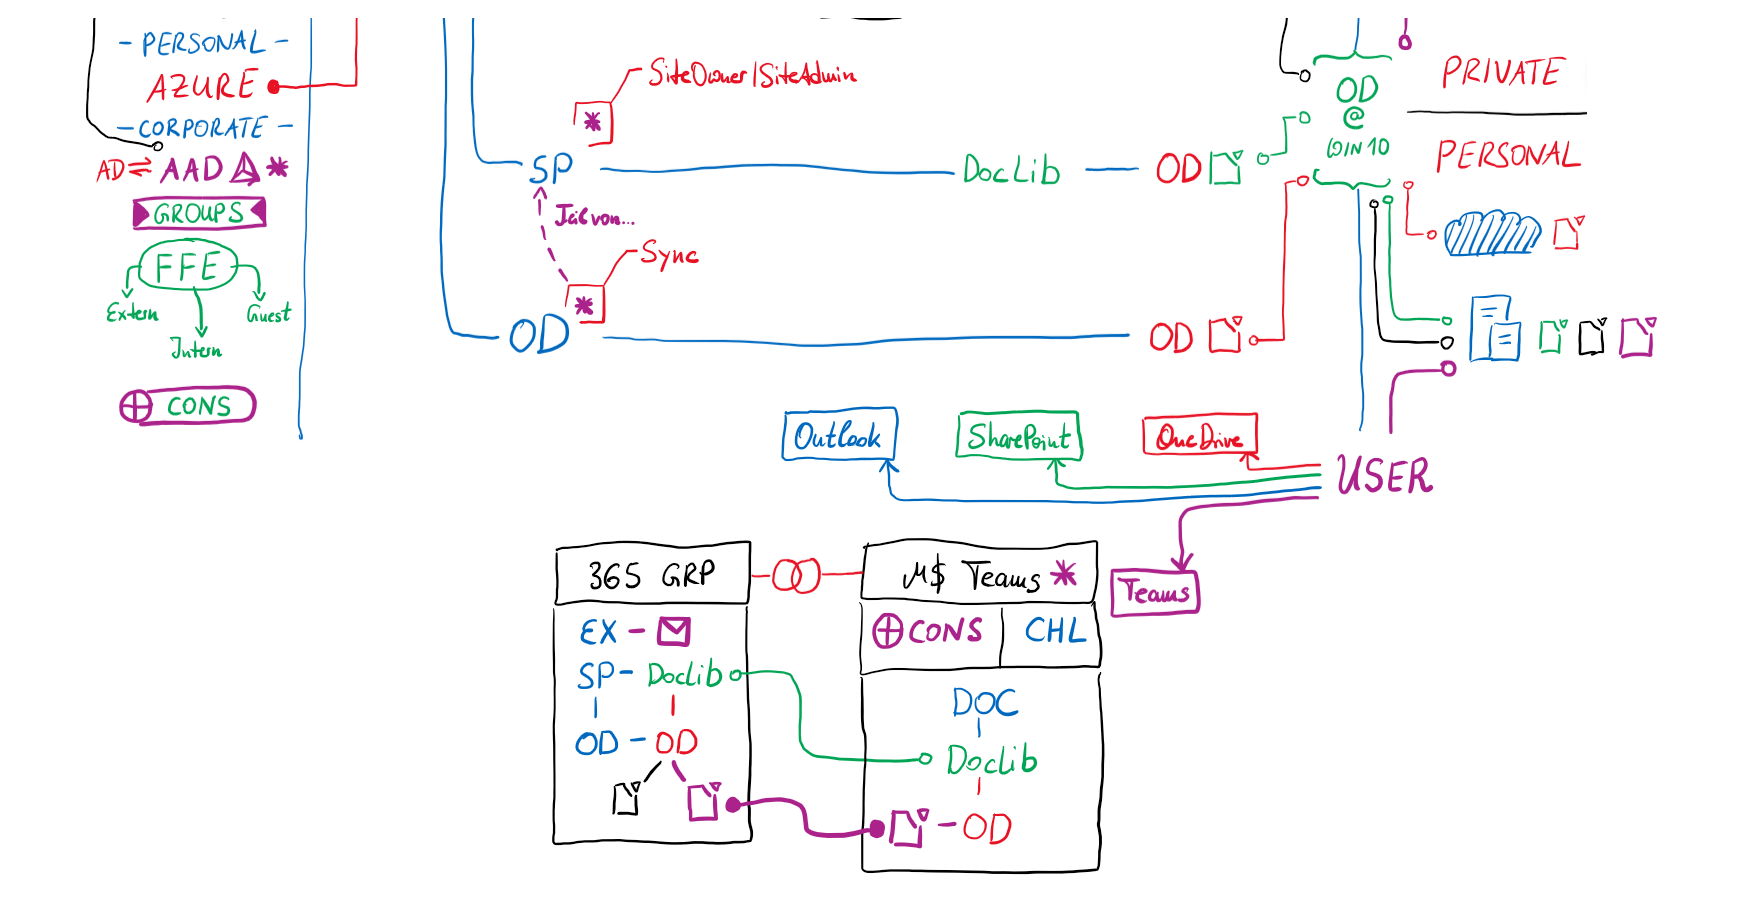 - PERSONAL -
AZURE
- CORPORATE -
AD ⇌ AAD *
GROUPS
FFE
Extern
Guest
Intern
⊕ CONS
SiteOwner/SiteAdmin
*
SP
DocLib
OD
Teil von...
Sync
*
OD
OD
OD
@
WIN 10
PRIVATE
PERSONAL
Outlook
SharePoint
OneDrive
USER
Teams
365 GRP
EX -
SP - Doclib
OD - OD
M$ Teams *
⊕ CONS
CHL
DOC
Doclib
- OD